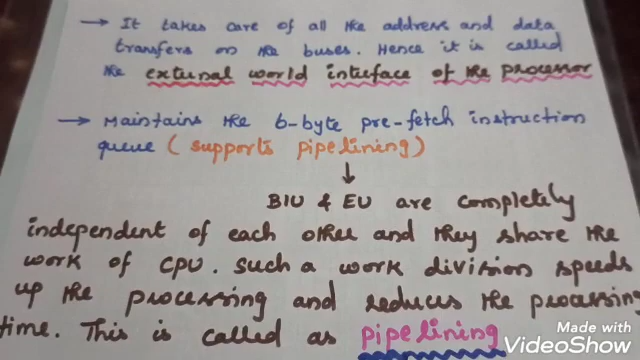 → It takes care of all the address and data
transfers on the buses. Hence it is called
the external world interface of the processor
→ Maintains the 6-byte pre-fetch instruction
queue (supports pipelining)
↓
BIU & EU are completely
independent of each other and they share the
work of CPU. Such a work division speeds
up the processing and reduces the processing
time. This is called as pipelining
Made with
VideoShow